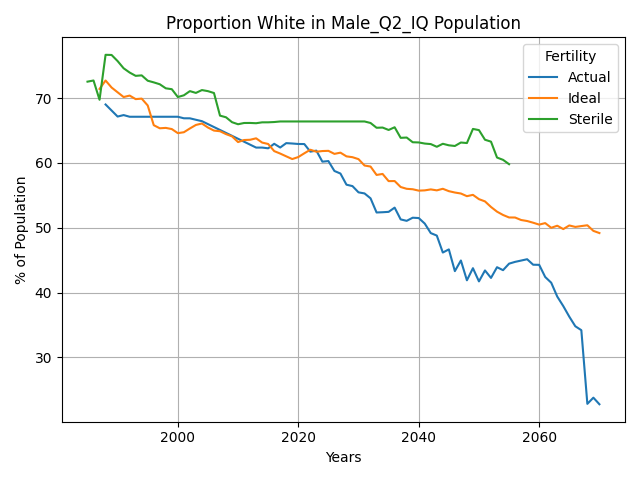 Proportion White in Male_Q2_IQ Population
Fertility
Actual
Ideal
Sterile
% of Population
70
60
50
40
30
2000
2020
2040
2060
Years